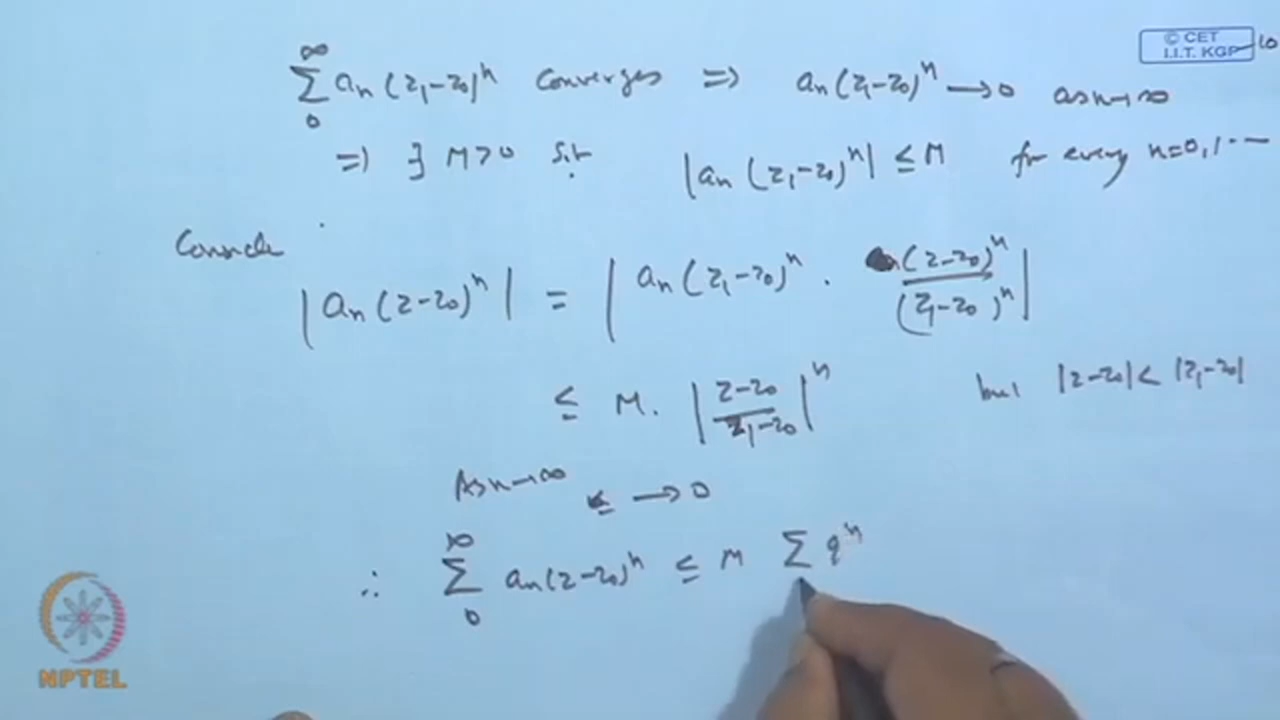 © CET
I.I.T. KGP
10
∞ ∑ 0 an (z1-z0)^n Converges => an (z1-z0)^n → 0 as n→∞
=> ∃ M>0 S.t. |an (z1-z0)^n| ≤ M for every n=0,1---
|an (z-z0)^n| = | an (z1-z0)^n . (z-z0)^n / (z1-z0)^n |
≤ M. | z-z0 / z1-z0 |^n but |z-z0| < |z1-z0|
As n→∞ ≤ → 0
∴ ∞ ∑ 0 an (z-z0)^n ≤ M ∑ q^n
NPTEL